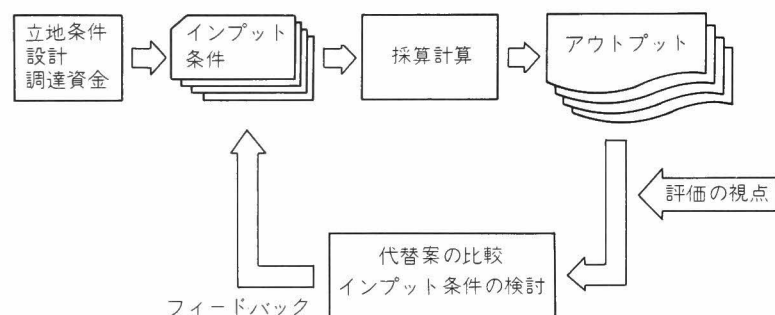 立地条件
設計
調達資金
インプット
条件
採算計算
アウトプット
評価の視点
代替案の比較
インプット条件の検討
フィードバック